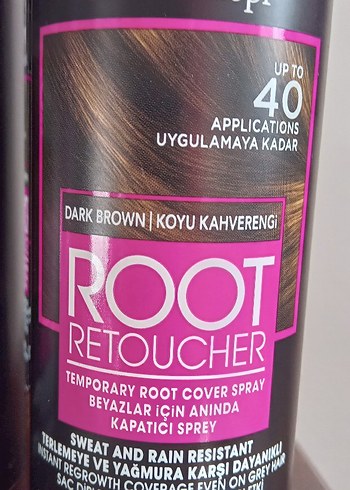 UP TO
40
APPLICATIONS
UYGULAMAYA KADAR
DARK BROWN | KOYU KAHVERENGİ
ROOT
RETOUCHER
TEMPORARY ROOT COVER SPRAY
BEYAZLAR İÇİN ANINDA
KAPATICI SPREY
SWEAT AND RAIN RESISTANT
TERLEMEYE VE YAĞMURA KARŞI DAYANIKLI
INSTANT REGROWTH COVERAGE EVEN ON GREY HAIR